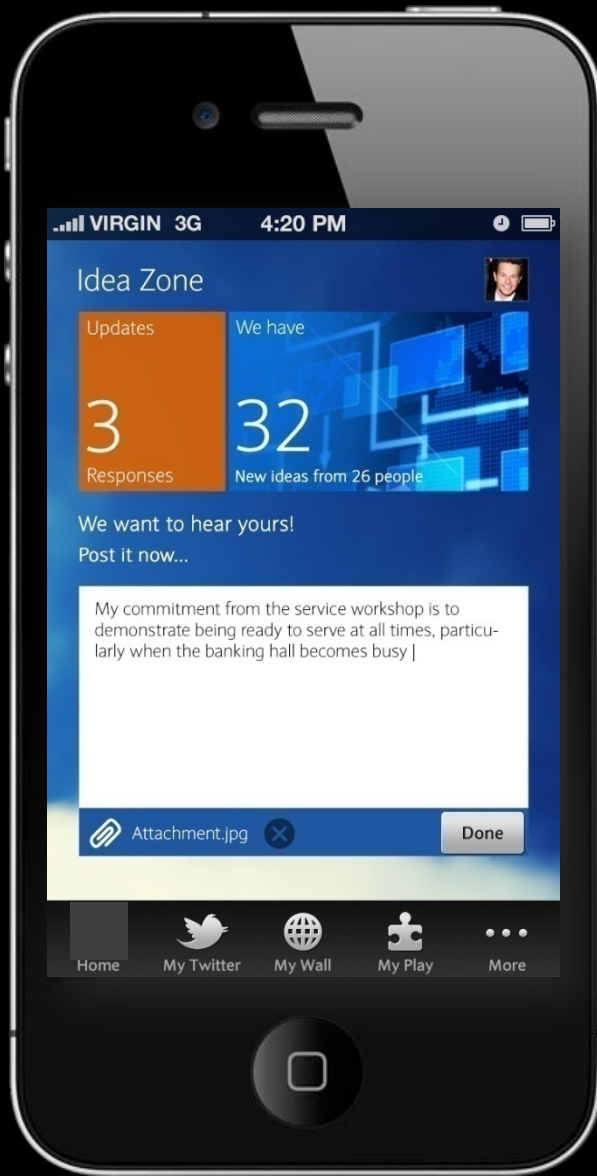 VIRGIN 3G 4:20 PM
Idea Zone
Updates
3
Responses
We have
32
New ideas from 26 people
We want to hear yours!
Post it now...
My commitment from the service workshop is to
demonstrate being ready to serve at all times, particu-
larly when the banking hall becomes busy
Attachment.jpg
Done
Home
My Twitter
My Wall
My Play
More